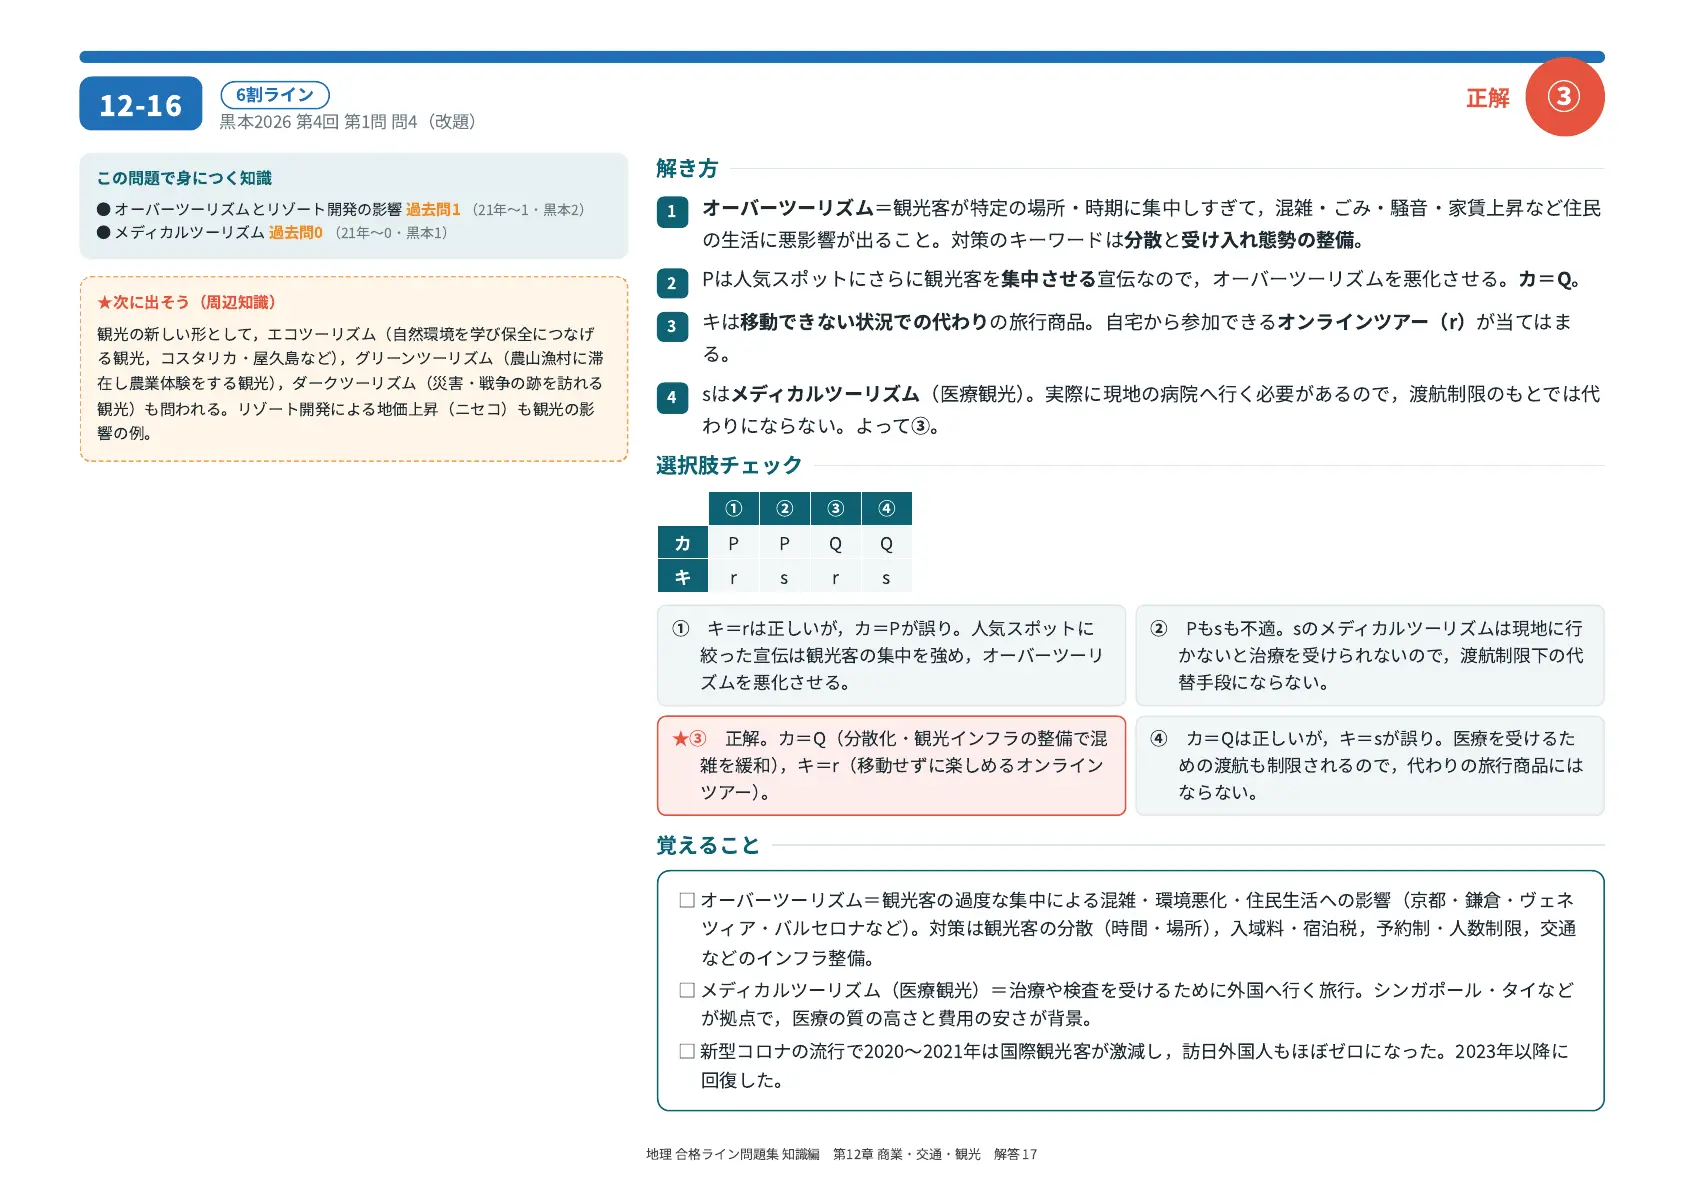 12-16
6割ライン
黒本2026 第4回 第1問 問4（改題）
正解 ③
この問題で身につく知識
● オーバーツーリズムとリゾート開発の影響 過去問1（21年〜1・黒本2）
● メディカルツーリズム 過去問0（21年〜0・黒本1）
★次に出そう（周辺知識）
観光の新しい形として，エコツーリズム（自然環境を学び保全につなげ
る観光，コスタリカ・屋久島など），グリーンツーリズム（農山漁村に滞
在し農業体験をする観光），ダークツーリズム（災害・戦争の跡を訪れる
観光）も問われる。リゾート開発による地価上昇（ニセコ）も観光の影
響の例。
解き方
1 オーバーツーリズム＝観光客が特定の場所・時期に集中しすぎて，混雑・ごみ・騒音・家賃上昇など住民
の生活に悪影響が出ること。対策のキーワードは分散と受け入れ態勢の整備。
2 Pは人気スポットにさらに観光客を集中させる宣伝なので，オーバーツーリズムを悪化させる。カ＝Q。
3 キは移動できない状況での代わりの旅行商品。自宅から参加できるオンラインツアー（r）が当てはま
る。
4 sはメディカルツーリズム（医療観光）。実際に現地の病院へ行く必要があるので，渡航制限のもとでは代
わりにならない。よって③。
選択肢チェック
① ② ③ ④
カ P P Q Q
キ r s r s
① キ＝rは正しいが，カ＝Pが誤り。人気スポットに
絞った宣伝は観光客の集中を強め，オーバーツーリ
ズムを悪化させる。
② Pもsも不適。sのメディカルツーリズムは現地に行
かないと治療を受けられないので，渡航制限下の代
替手段にならない。
★③ 正解。カ＝Q（分散化・観光インフラの整備で混
雑を緩和），キ＝r（移動せずに楽しめるオンライン
ツアー）。
④ カ＝Qは正しいが，キ＝sが誤り。医療を受けるた
めの渡航も制限されるので，代わりの旅行商品には
ならない。
覚えること
□ オーバーツーリズム＝観光客の過度な集中による混雑・環境悪化・住民生活への影響（京都・鎌倉・ヴェネ
ツィア・バルセロナなど）。対策は観光客の分散（時間・場所），入域料・宿泊税，予約制・人数制限，交通
などのインフラ整備。
□ メディカルツーリズム（医療観光）＝治療や検査を受けるために外国へ行く旅行。シンガポール・タイなど
が拠点で，医療の質の高さと費用の安さが背景。
□ 新型コロナの流行で2020〜2021年は国際観光客が激減し，訪日外国人もほぼゼロになった。2023年以降に
回復した。
地理 合格ライン問題集 知識編 第12章 商業・交通・観光 解答17